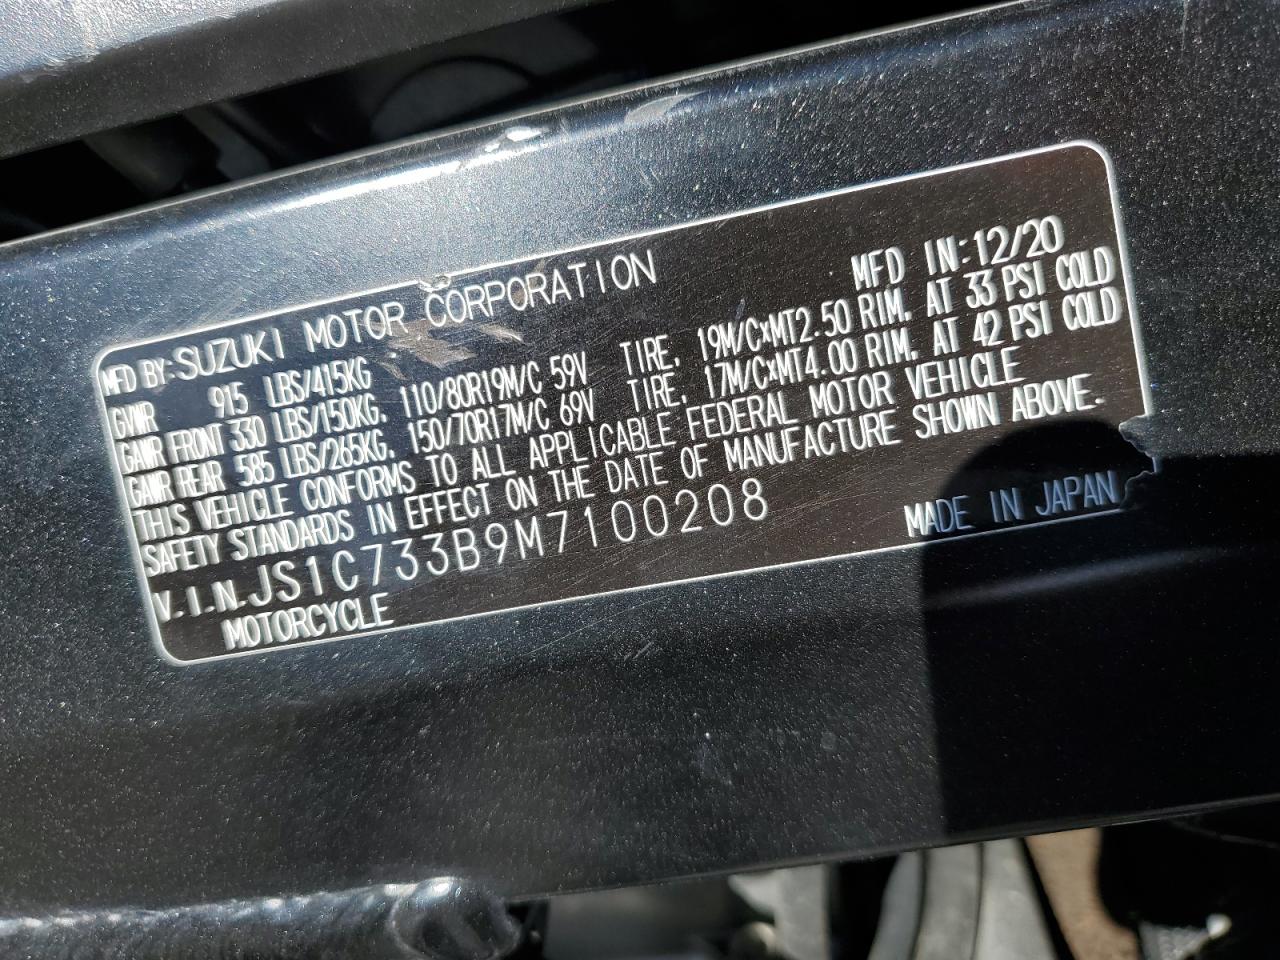 MFD BY:SUZUKI MOTOR CORPORATION MFD IN:12/20
GVWR 915 LBS/415KG
GAWR FRONT 330 LBS/150KG, 110/80R19M/C 59V TIRE, 19M/CxMT2.50 RIM, AT 33 PSI COLD
GAWR REAR 585 LBS/265KG, 150/70R17M/C 69V TIRE, 17M/CxMT4.00 RIM, AT 42 PSI COLD
THIS VEHICLE CONFORMS TO ALL APPLICABLE FEDERAL MOTOR VEHICLE
SAFETY STANDARDS IN EFFECT ON THE DATE OF MANUFACTURE SHOWN ABOVE.
V.I.N.JS1C733B9M7100208 MADE IN JAPAN
MOTORCYCLE